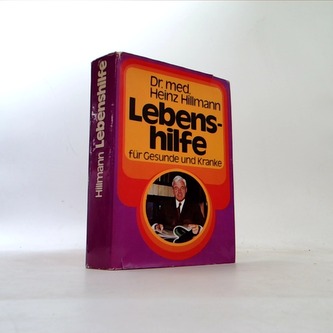 Dr. med.
Heinz Hillmann
Lebens-
hilfe
für Gesunde und Kranke
Hillmann Lebenshilfe